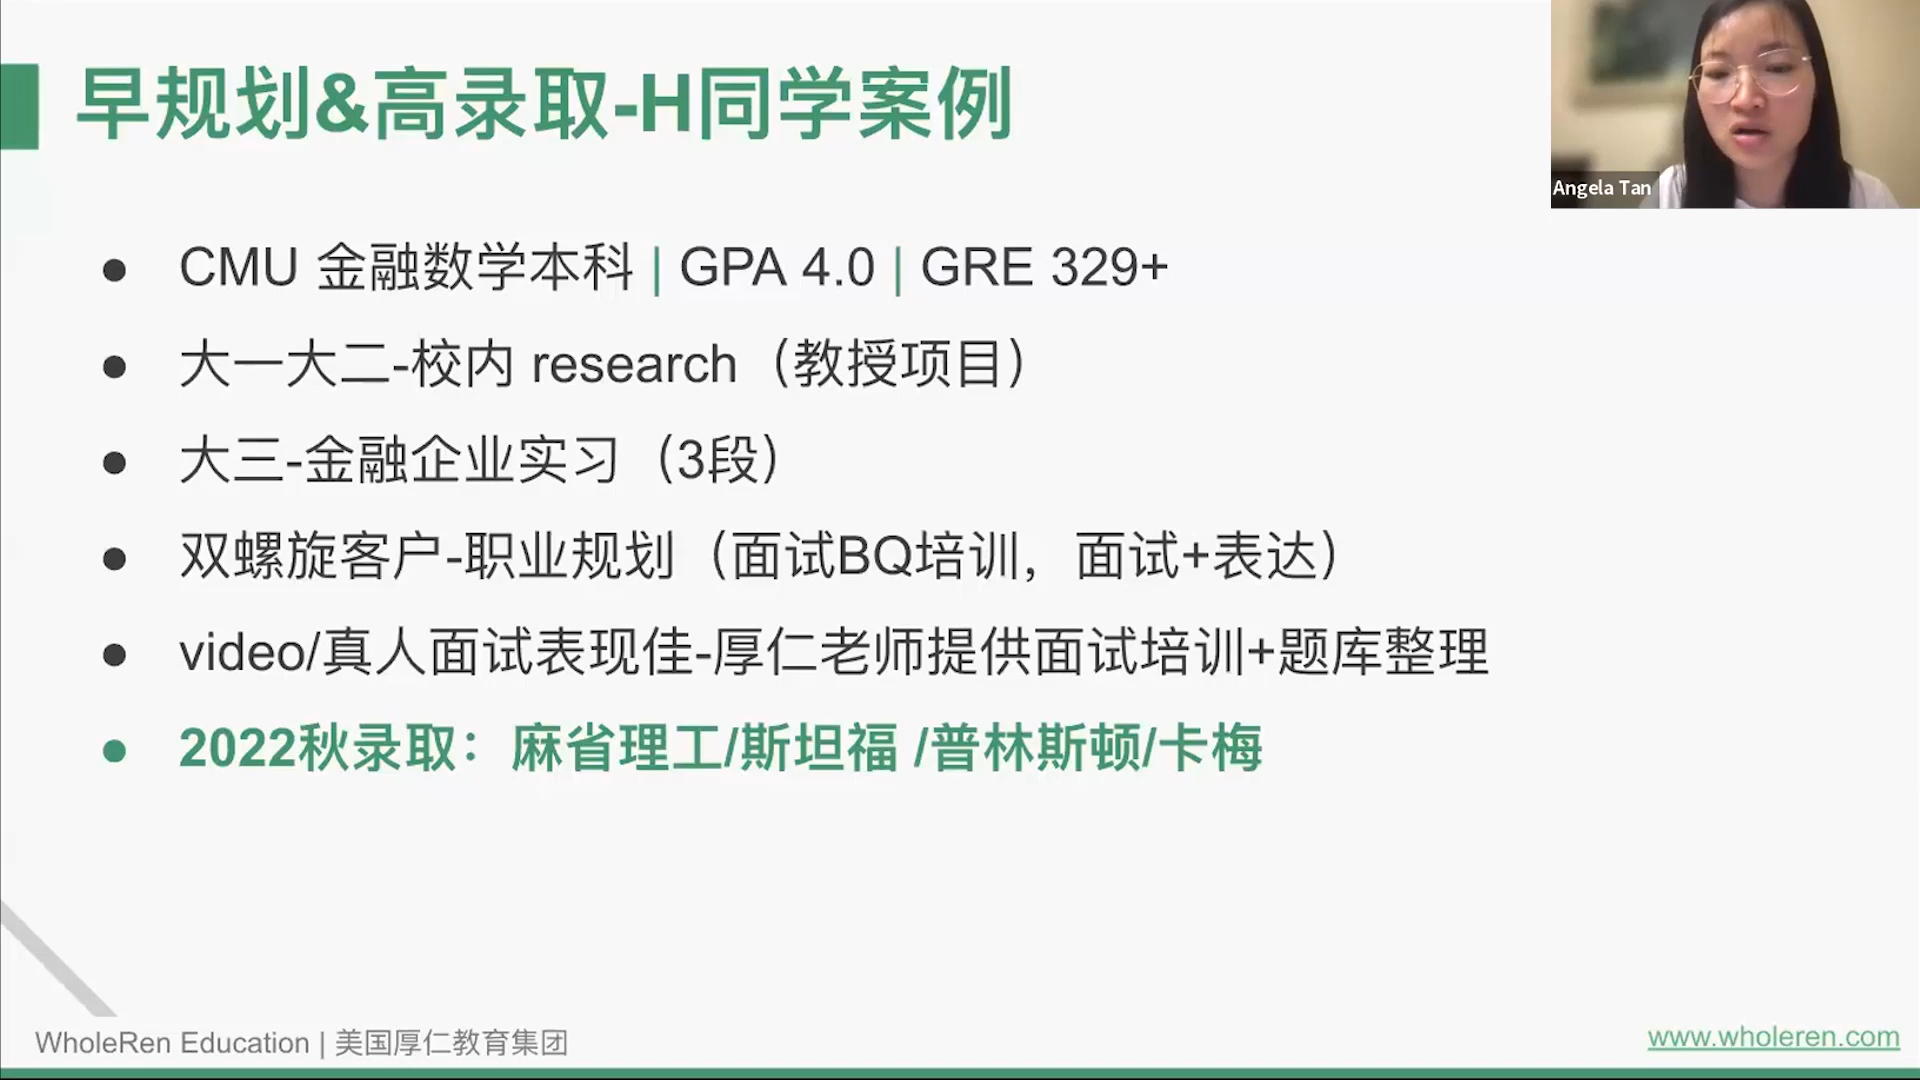 早规划&高录取-H同学案例
Angela Tan
● CMU 金融数学本科 | GPA 4.0 | GRE 329+
● 大一大二-校内 research（教授项目）
● 大三-金融企业实习（3段）
● 双螺旋客户-职业规划（面试BQ培训，面试+表达）
● video/真人面试表现佳-厚仁老师提供面试培训+题库整理
● 2022秋录取：麻省理工/斯坦福 /普林斯顿/卡梅
WholeRen Education | 美国厚仁教育集团
www.wholeren.com